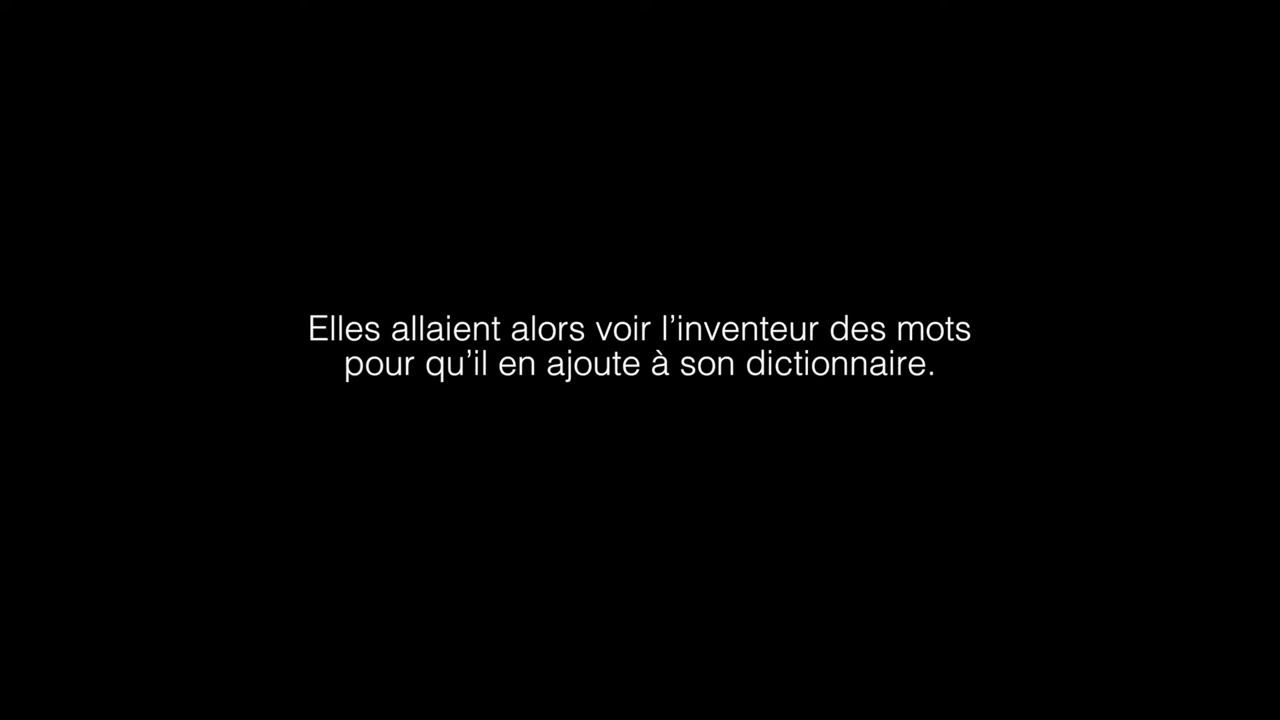 Elles allaient alors voir l’inventeur des mots
pour qu’il en ajoute à son dictionnaire.